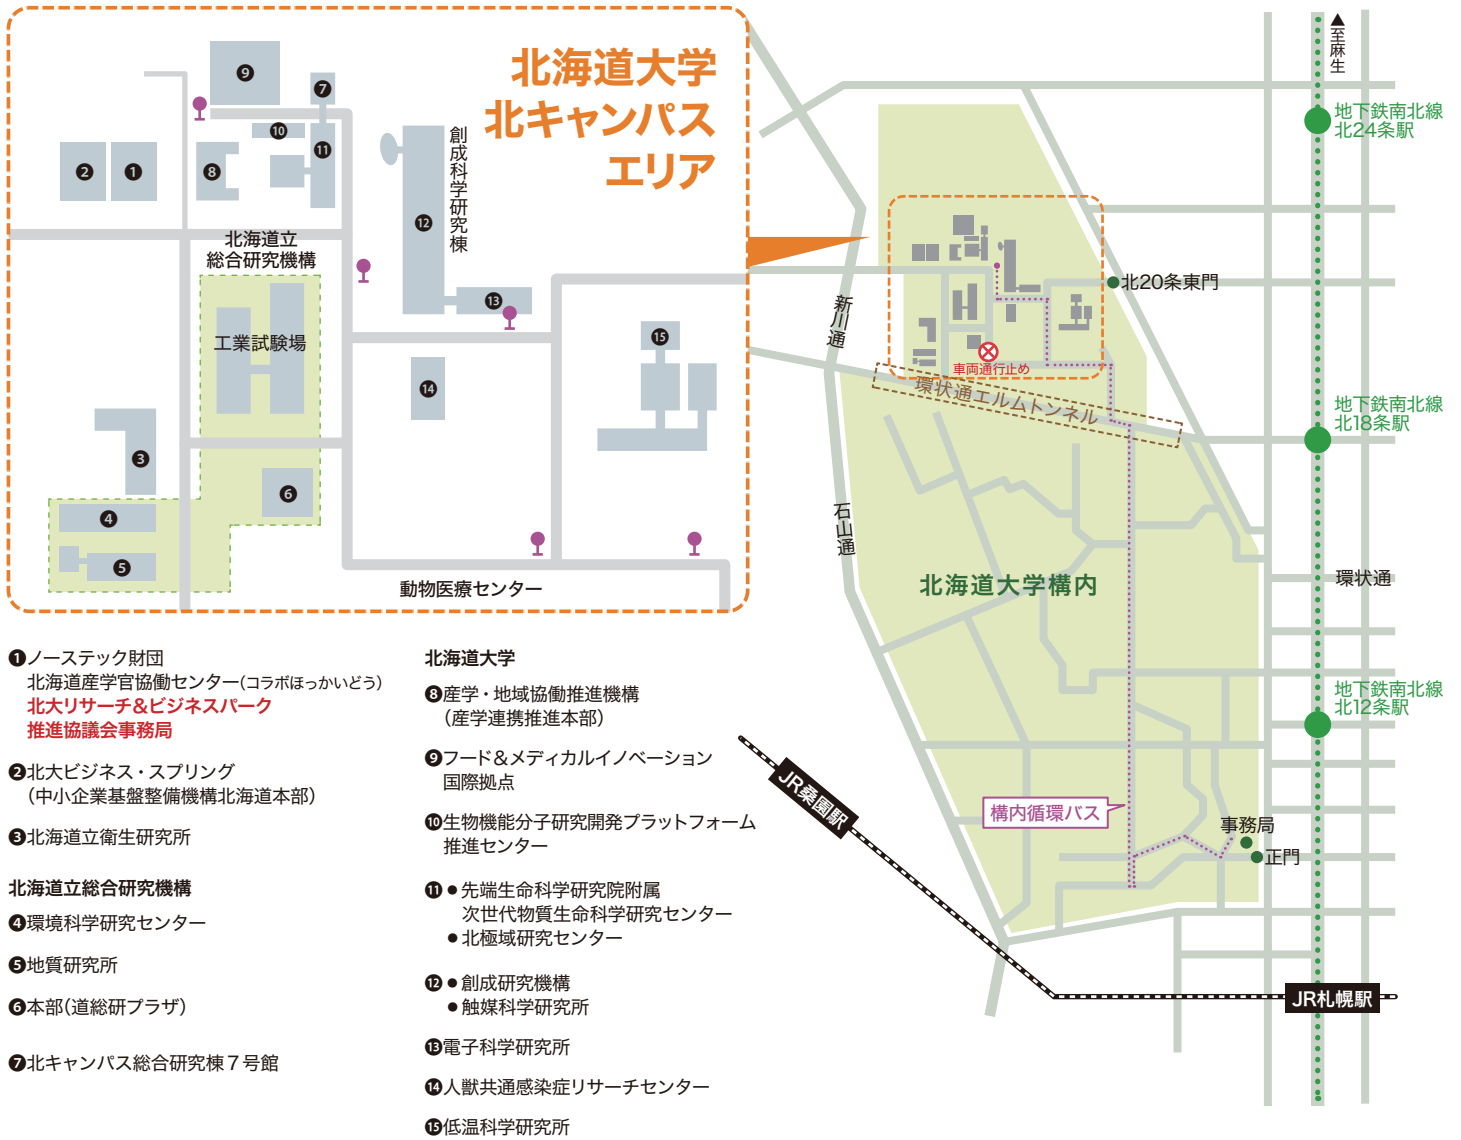 北海道大学
北キャンパス
エリア
❾
❼
❿
⓫
❷
❶
❽
⓬
創成科学研究棟
北海道立
総合研究機構
⓭
工業試験場
⓯
⓮
❸
❻
❹
❺
動物医療センター
▲至麻生
地下鉄南北線
北24条駅
北20条東門
新川通
車両通行止め
環状通エルムトンネル
地下鉄南北線
北18条駅
石山通
北海道大学構内
環状通
地下鉄南北線
北12条駅
JR桑園駅
構内循環バス
事務局
正門
JR札幌駅
❶ノーステック財団
北海道産学官協働センター(コラボほっかいどう)
北大リサーチ&ビジネスパーク
推進協議会事務局
❷北大ビジネス・スプリング
(中小企業基盤整備機構北海道本部)
❸北海道立衛生研究所
北海道立総合研究機構
❹環境科学研究センター
❺地質研究所
❻本部(道総研プラザ)
❼北キャンパス総合研究棟7号館
北海道大学
❽産学・地域協働推進機構
(産学連携推進本部)
❾フード&メディカルイノベーション
国際拠点
❿生物機能分子研究開発プラットフォーム
推進センター
⓫●先端生命科学研究院附属
次世代物質生命科学研究センター
●北極域研究センター
⓬●創成研究機構
●触媒科学研究所
⓭電子科学研究所
⓮人獣共通感染症リサーチセンター
⓯低温科学研究所